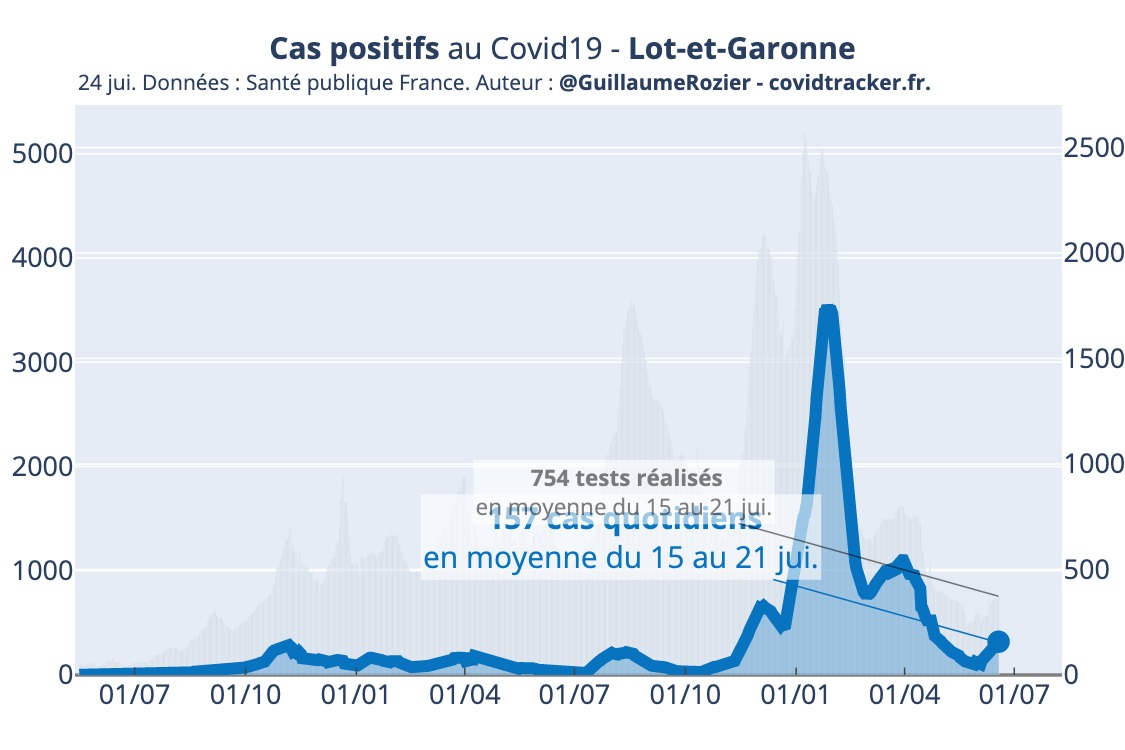 Cas positifs au Covid19 - Lot-et-Garonne
24 jui. Données : Santé publique France. Auteur : @GuillaumeRozier - covidtracker.fr.
5000
4000
3000
2000
1000
0
2500
2000
1500
1000
500
0
754 tests réalisés
en moyenne du 15 au 21 jui.
157 cas quotidiens
en moyenne du 15 au 21 jui.
01/07 01/10 01/01 01/04 01/07 01/10 01/01 01/04 01/07